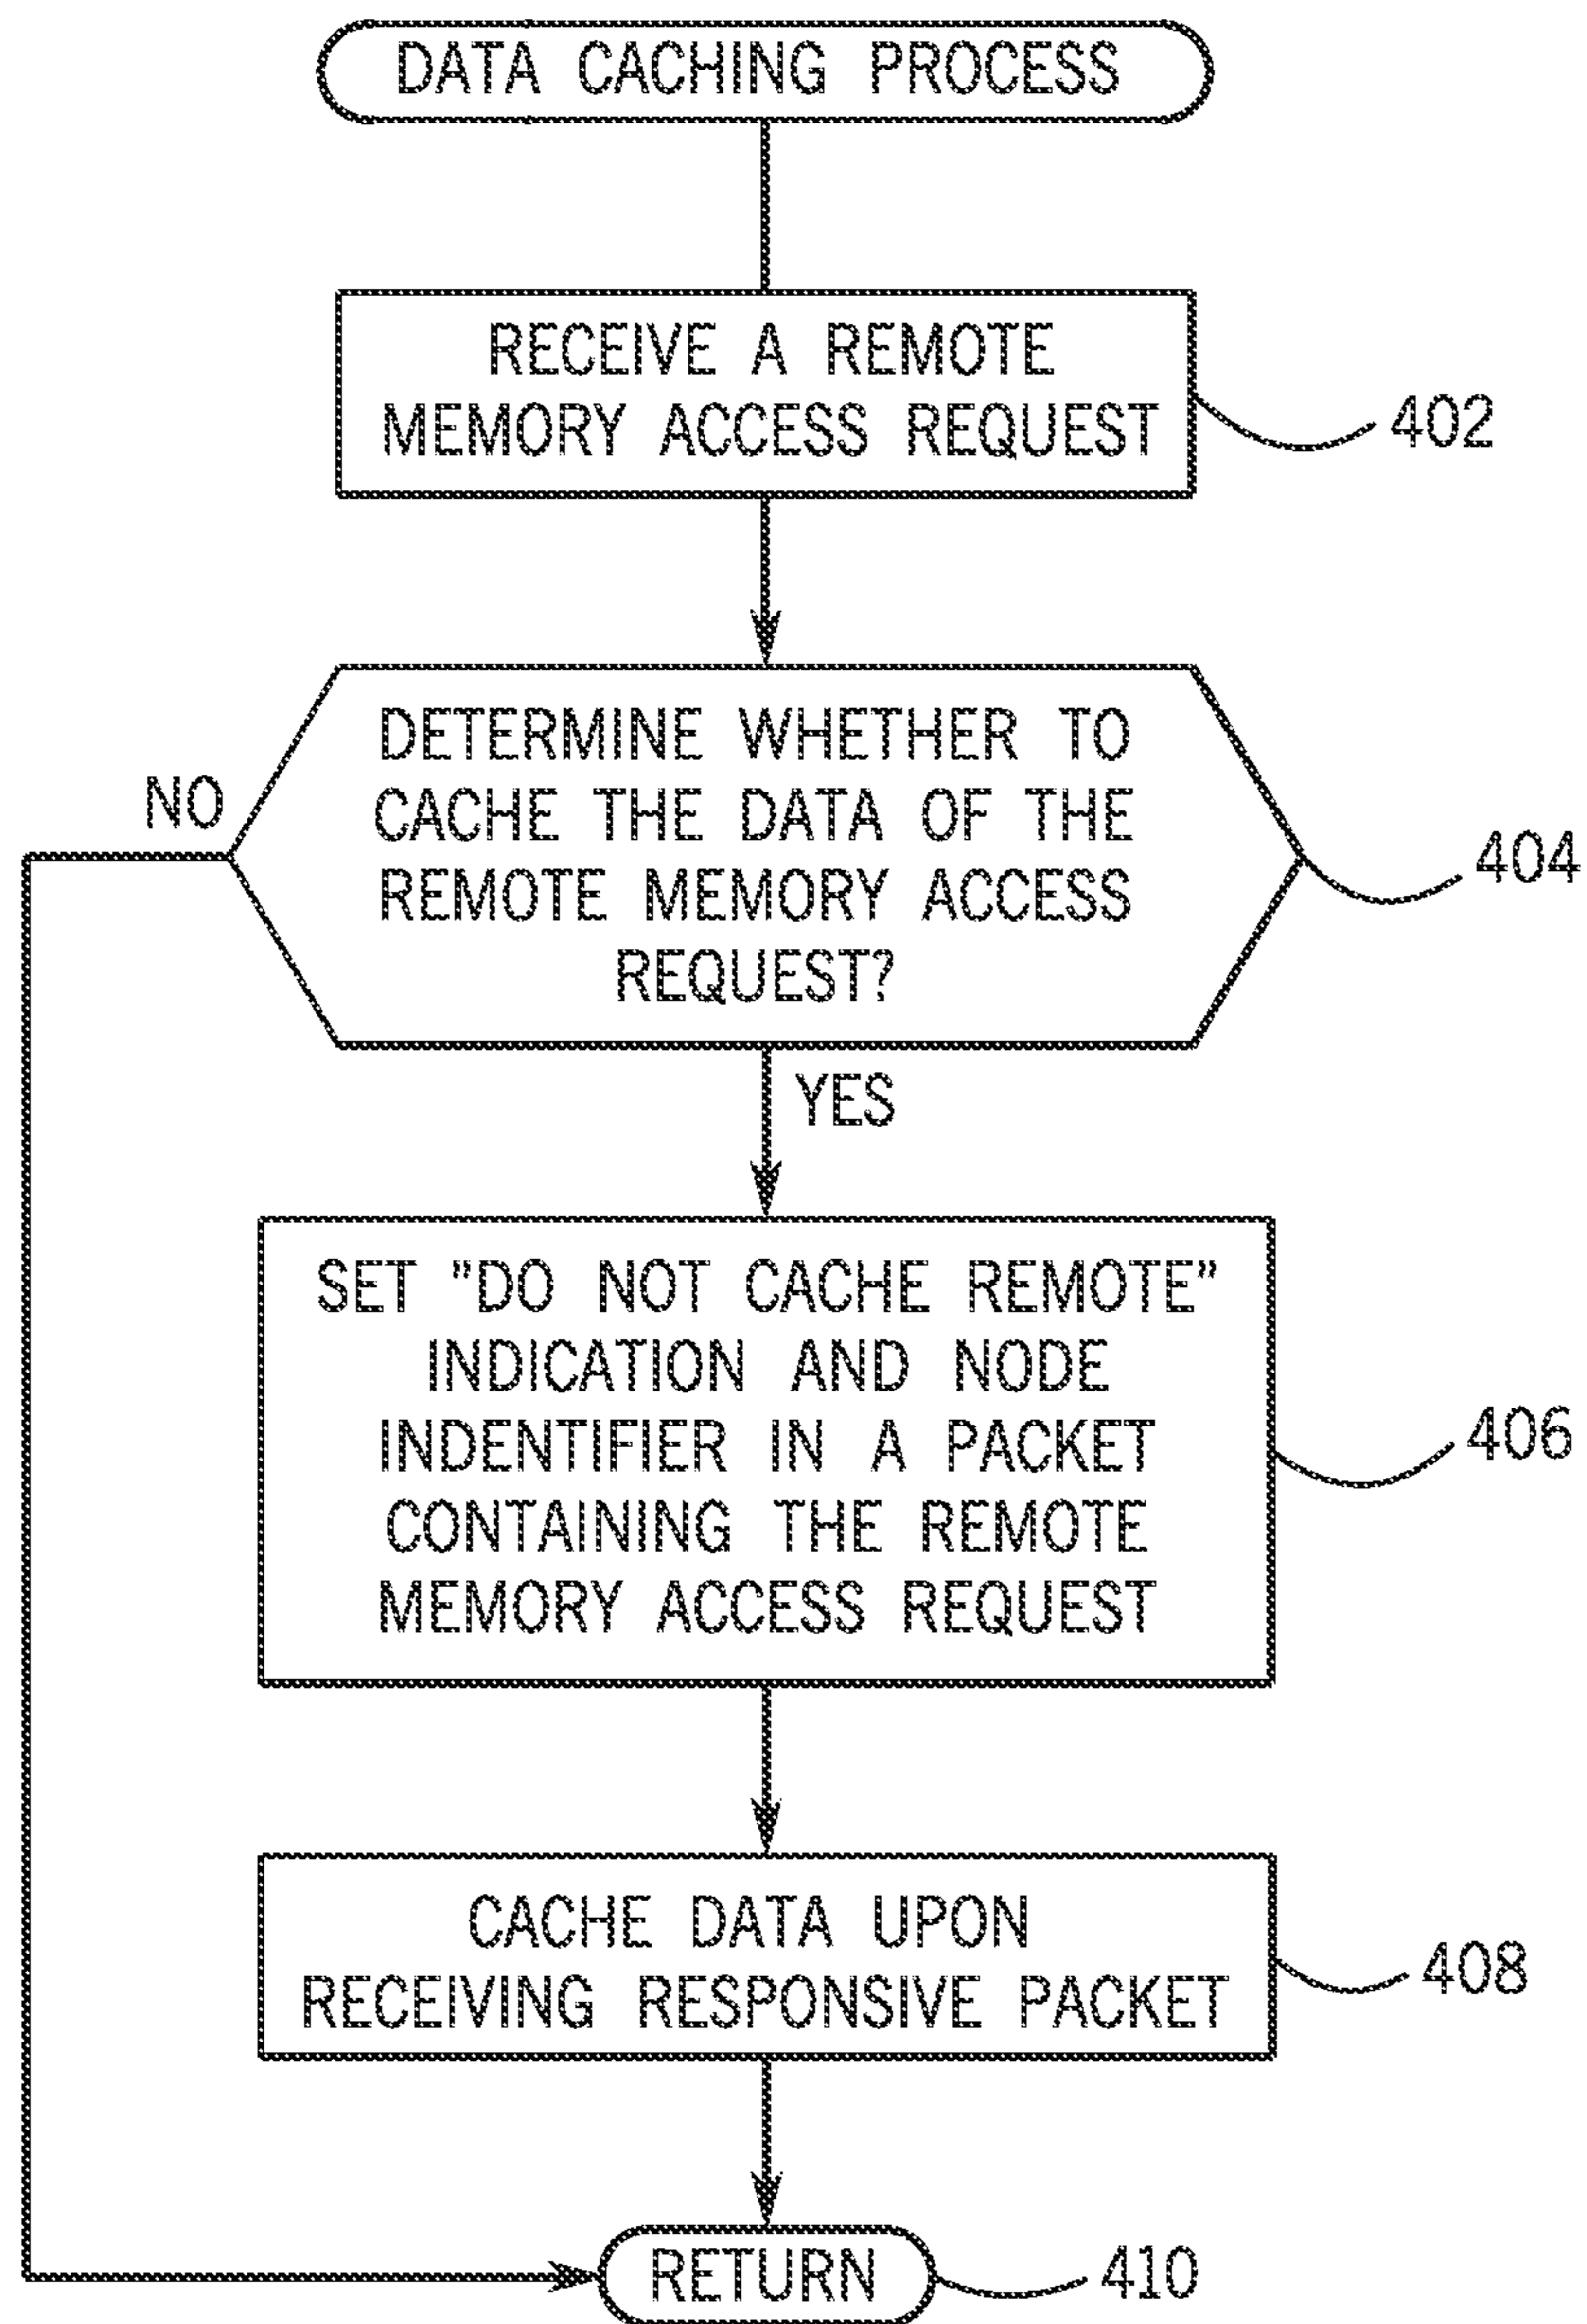 DATA CACHING PROCESS
RECEIVE A REMOTE
MEMORY ACCESS REQUEST
402
DETERMINE WHETHER TO
CACHE THE DATA OF THE
REMOTE MEMORY ACCESS
REQUEST?
404
NO
YES
SET "DO NOT CACHE REMOTE"
INDICATION AND NODE
INDENTIFIER IN A PACKET
CONTAINING THE REMOTE
MEMORY ACCESS REQUEST
406
CACHE DATA UPON
RECEIVING RESPONSIVE PACKET
408
RETURN
410